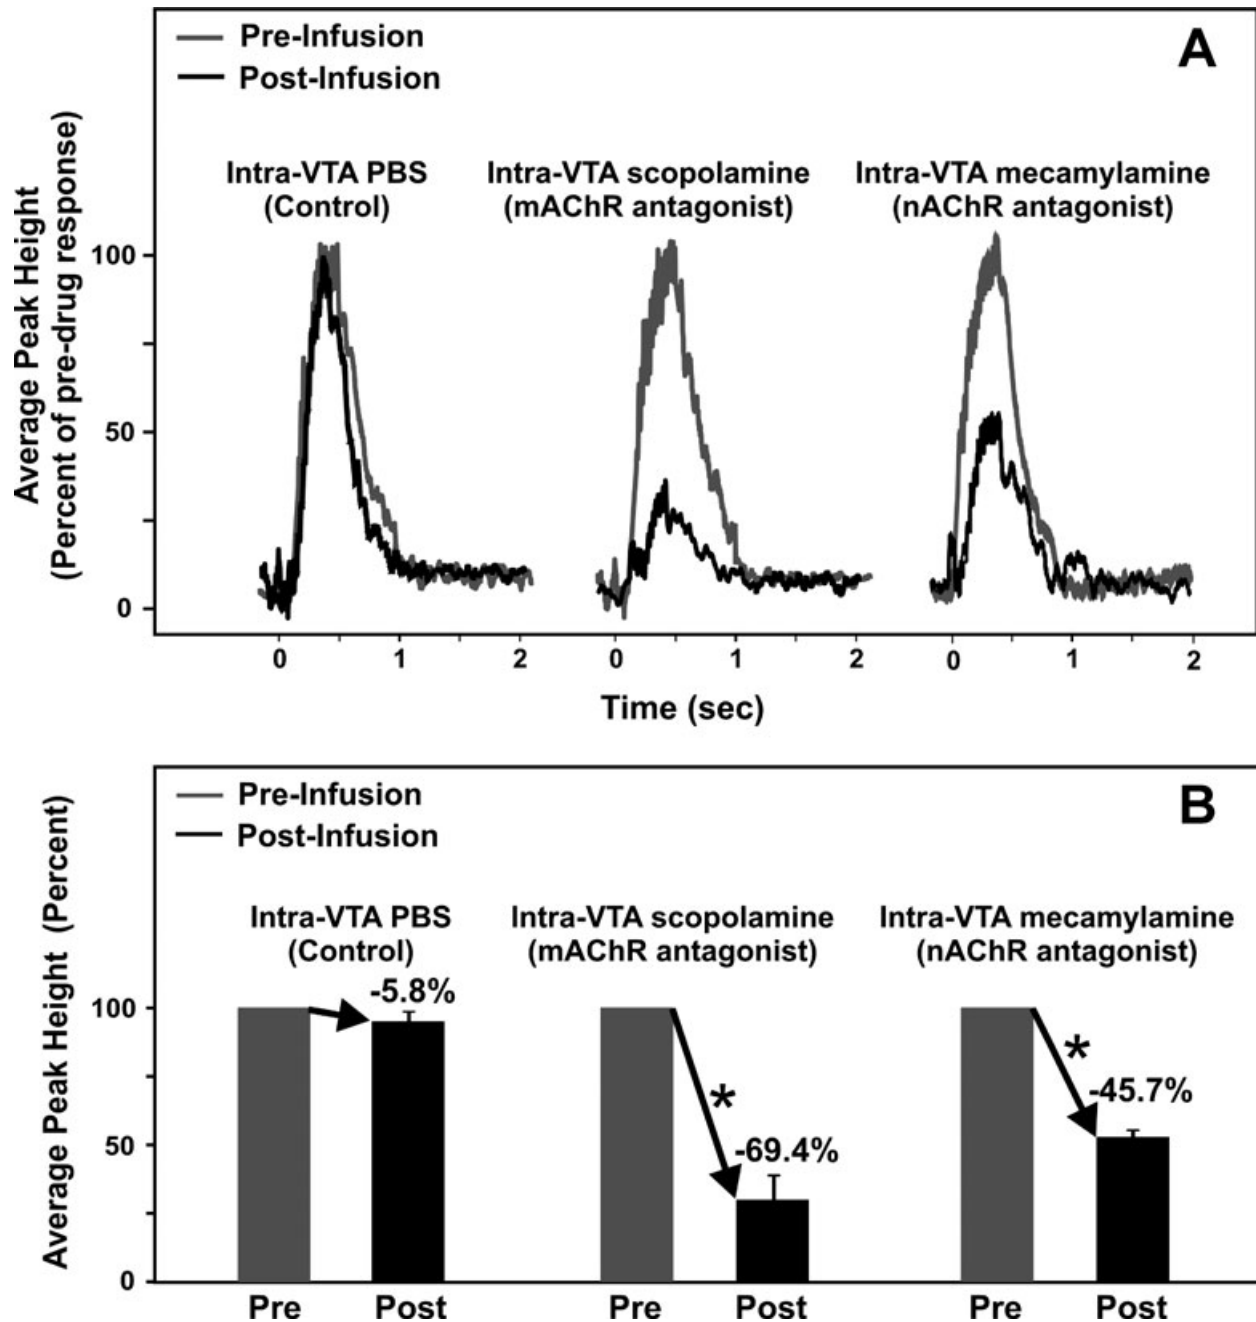 Pre-Infusion
Post-Infusion
A
Intra-VTA PBS
(Control)
Intra-VTA scopolamine
(mAChR antagonist)
Intra-VTA mecamylamine
(nAChR antagonist)
Average Peak Height
(Percent of pre-drug response)
100
50
0
0 1 2
0 1 2
0 1 2
Time (sec)
Pre-Infusion
Post-Infusion
B
Intra-VTA PBS
(Control)
Intra-VTA scopolamine
(mAChR antagonist)
Intra-VTA mecamylamine
(nAChR antagonist)
Average Peak Height (Percent)
100
50
0
-5.8%
*
-69.4%
*
-45.7%
Pre Post
Pre Post
Pre Post